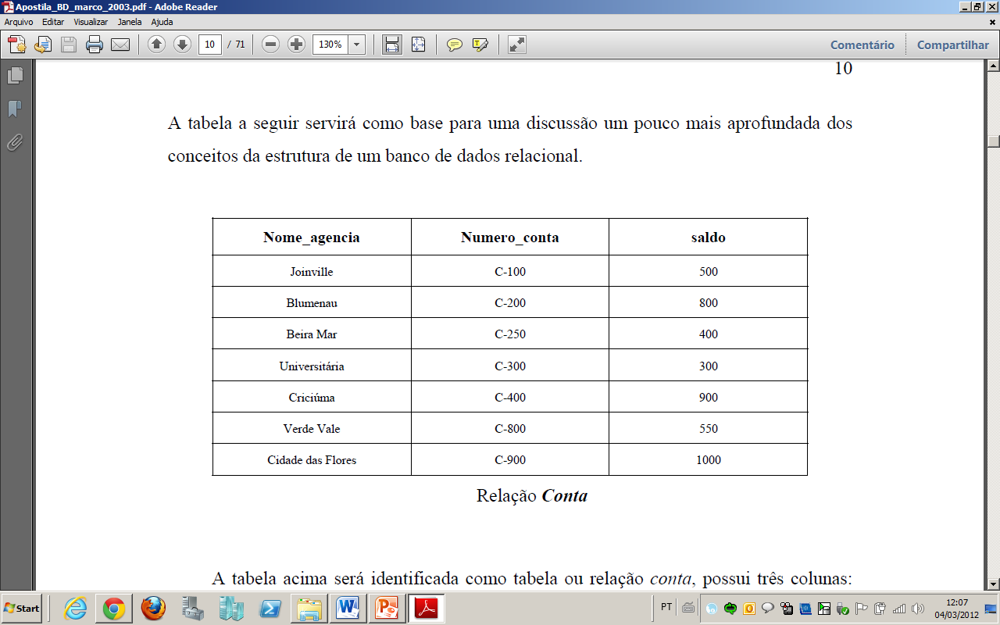 Apostila_BD_marco_2003.pdf - Adobe Reader
Arquivo Editar Visualizar Janela Ajuda
10 / 71 130% Comentário Compartilhar
10
A tabela a seguir servirá como base para uma discussão um pouco mais aprofundada dos
conceitos da estrutura de um banco de dados relacional.
Nome_agencia Numero_conta saldo
Joinville C-100 500
Blumenau C-200 800
Beira Mar C-250 400
Universitária C-300 300
Criciúma C-400 900
Verde Vale C-800 550
Cidade das Flores C-900 1000
Relação Conta
A tabela acima será identificada como tabela ou relação conta, possui três colunas:
Start PT 12:07
04/03/2012